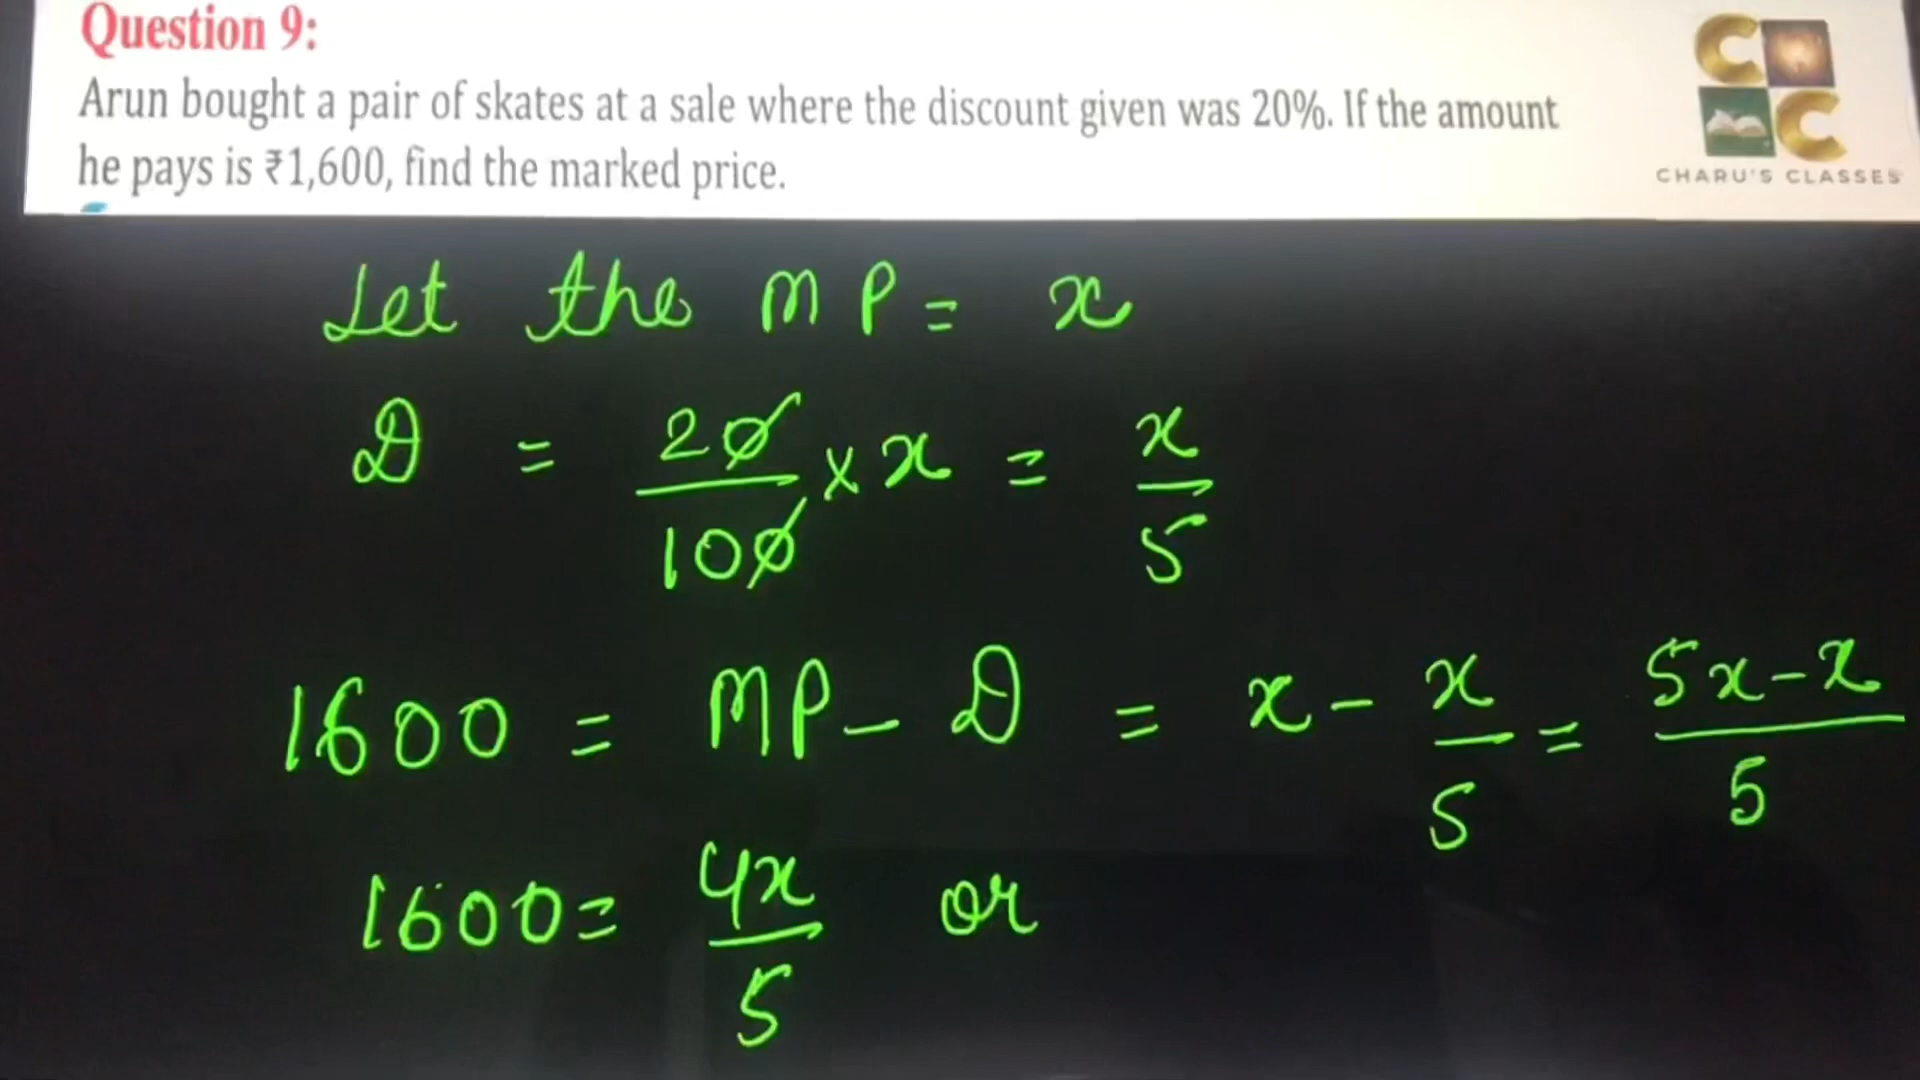 Question 9:
Arun bought a pair of skates at a sale where the discount given was 20%. If the amount
he pays is ₹1,600, find the marked price.
CHARU'S CLASSES
Let the MP = x
D = 20/100 × x = x/5
1600 = MP - D = x - x/5 = 5x-x/5
1600 = 4x/5 or